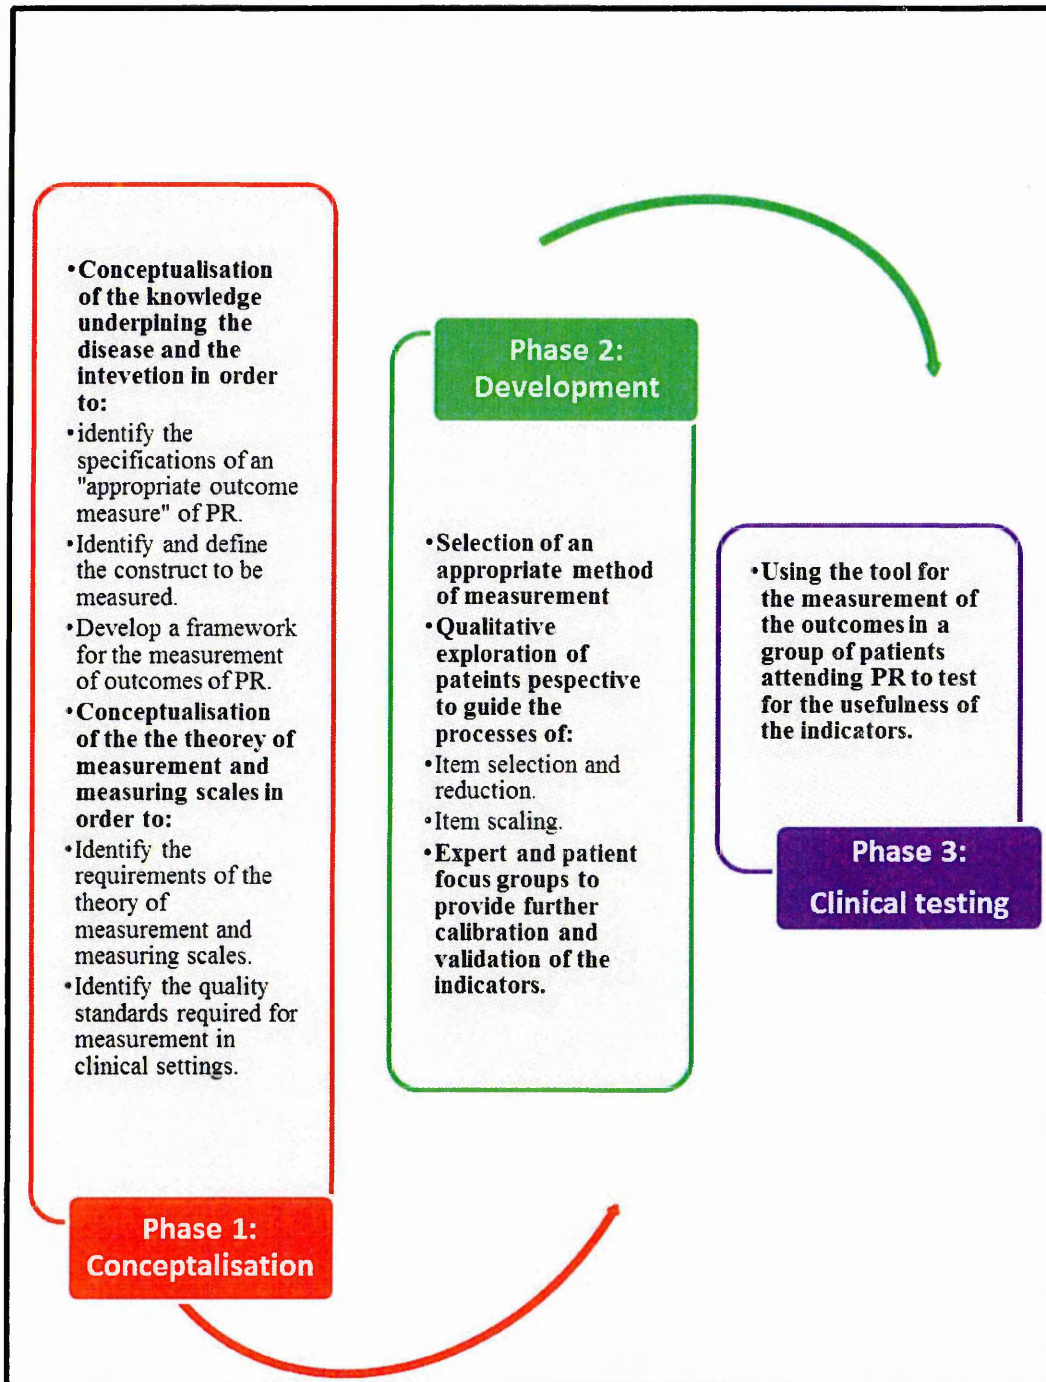 •Conceptualisation
of the knowledge
underpining the
disease and the
intevetion in order
to:
•identify the
specifications of an
"appropriate outcome
measure" of PR.
•Identify and define
the construct to be
measured.
•Develop a framework
for the measurement
of outcomes of PR.
•Conceptualisation
of the the theorey of
measurement and
measuring scales in
order to:
•Identify the
requirements of the
theory of
measurement and
measuring scales.
•Identify the quality
standards required for
measurement in
clinical settings.
Phase 1:
Conceptalisation
Phase 2:
Development
•Selection of an
appropriate method
of measurement
•Qualitative
exploration of
pateints pespective
to guide the
processes of:
•Item selection and
reduction.
•Item scaling.
•Expert and patient
focus groups to
provide further
calibration and
validation of the
indicators.
•Using the tool for
the measurement of
the outcomes in a
group of patients
attending PR to test
for the usefulness of
the indicators.
Phase 3:
Clinical testing